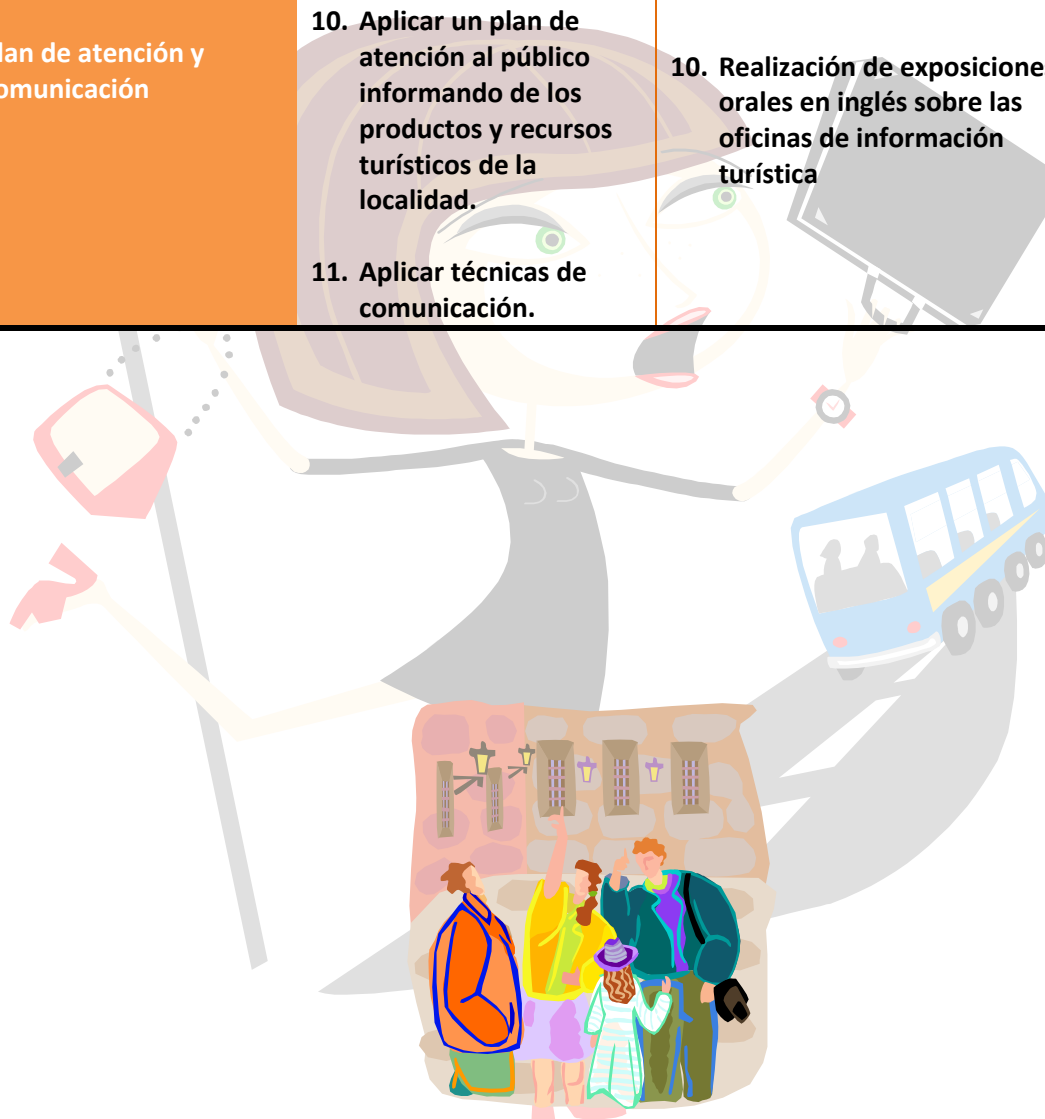 lan de atención y
omunicación
10. Aplicar un plan de
atención al público
informando de los
productos y recursos
turísticos de la
localidad.
11. Aplicar técnicas de
comunicación.
10. Realización de exposicione
orales en inglés sobre las
oficinas de información
turística